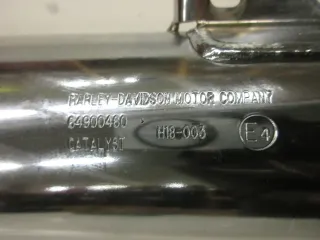 HARLEY-DAVIDSON MOTOR COMPANY
64900480
CATALYST H18-003 E4